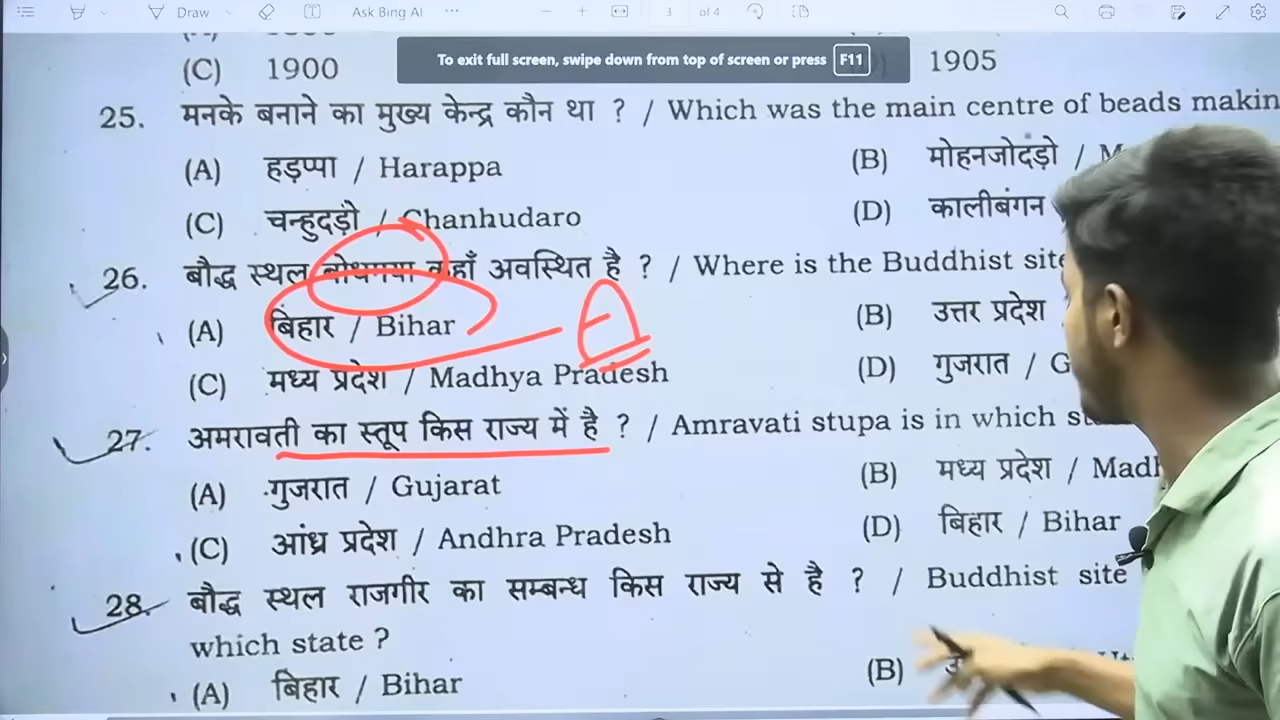 Draw Ask Bing AI 3 of 4
To exit full screen, swipe down from top of screen or press F11
(C) 1900 1905
25. मनके बनाने का मुख्य केन्द्र कौन था ? / Which was the main centre of beads makin
(A) हड़प्पा / Harappa (B) मोहनजोदड़ो / M
(C) चन्हुदड़ो / Chanhudaro (D) कालीबंगन
26. बौद्ध स्थल बोधगया कहाँ अवस्थित है ? / Where is the Buddhist site
(A) बिहार / Bihar (B) उत्तर प्रदेश
(C) मध्य प्रदेश / Madhya Pradesh (D) गुजरात / G
27. अमरावती का स्तूप किस राज्य में है ? / Amravati stupa is in which st
(A) गुजरात / Gujarat (B) मध्य प्रदेश / Madh
(C) आंध्र प्रदेश / Andhra Pradesh (D) बिहार / Bihar
28. बौद्ध स्थल राजगीर का सम्बन्ध किस राज्य से है ? / Buddhist site
which state ?
(A) बिहार / Bihar (B)